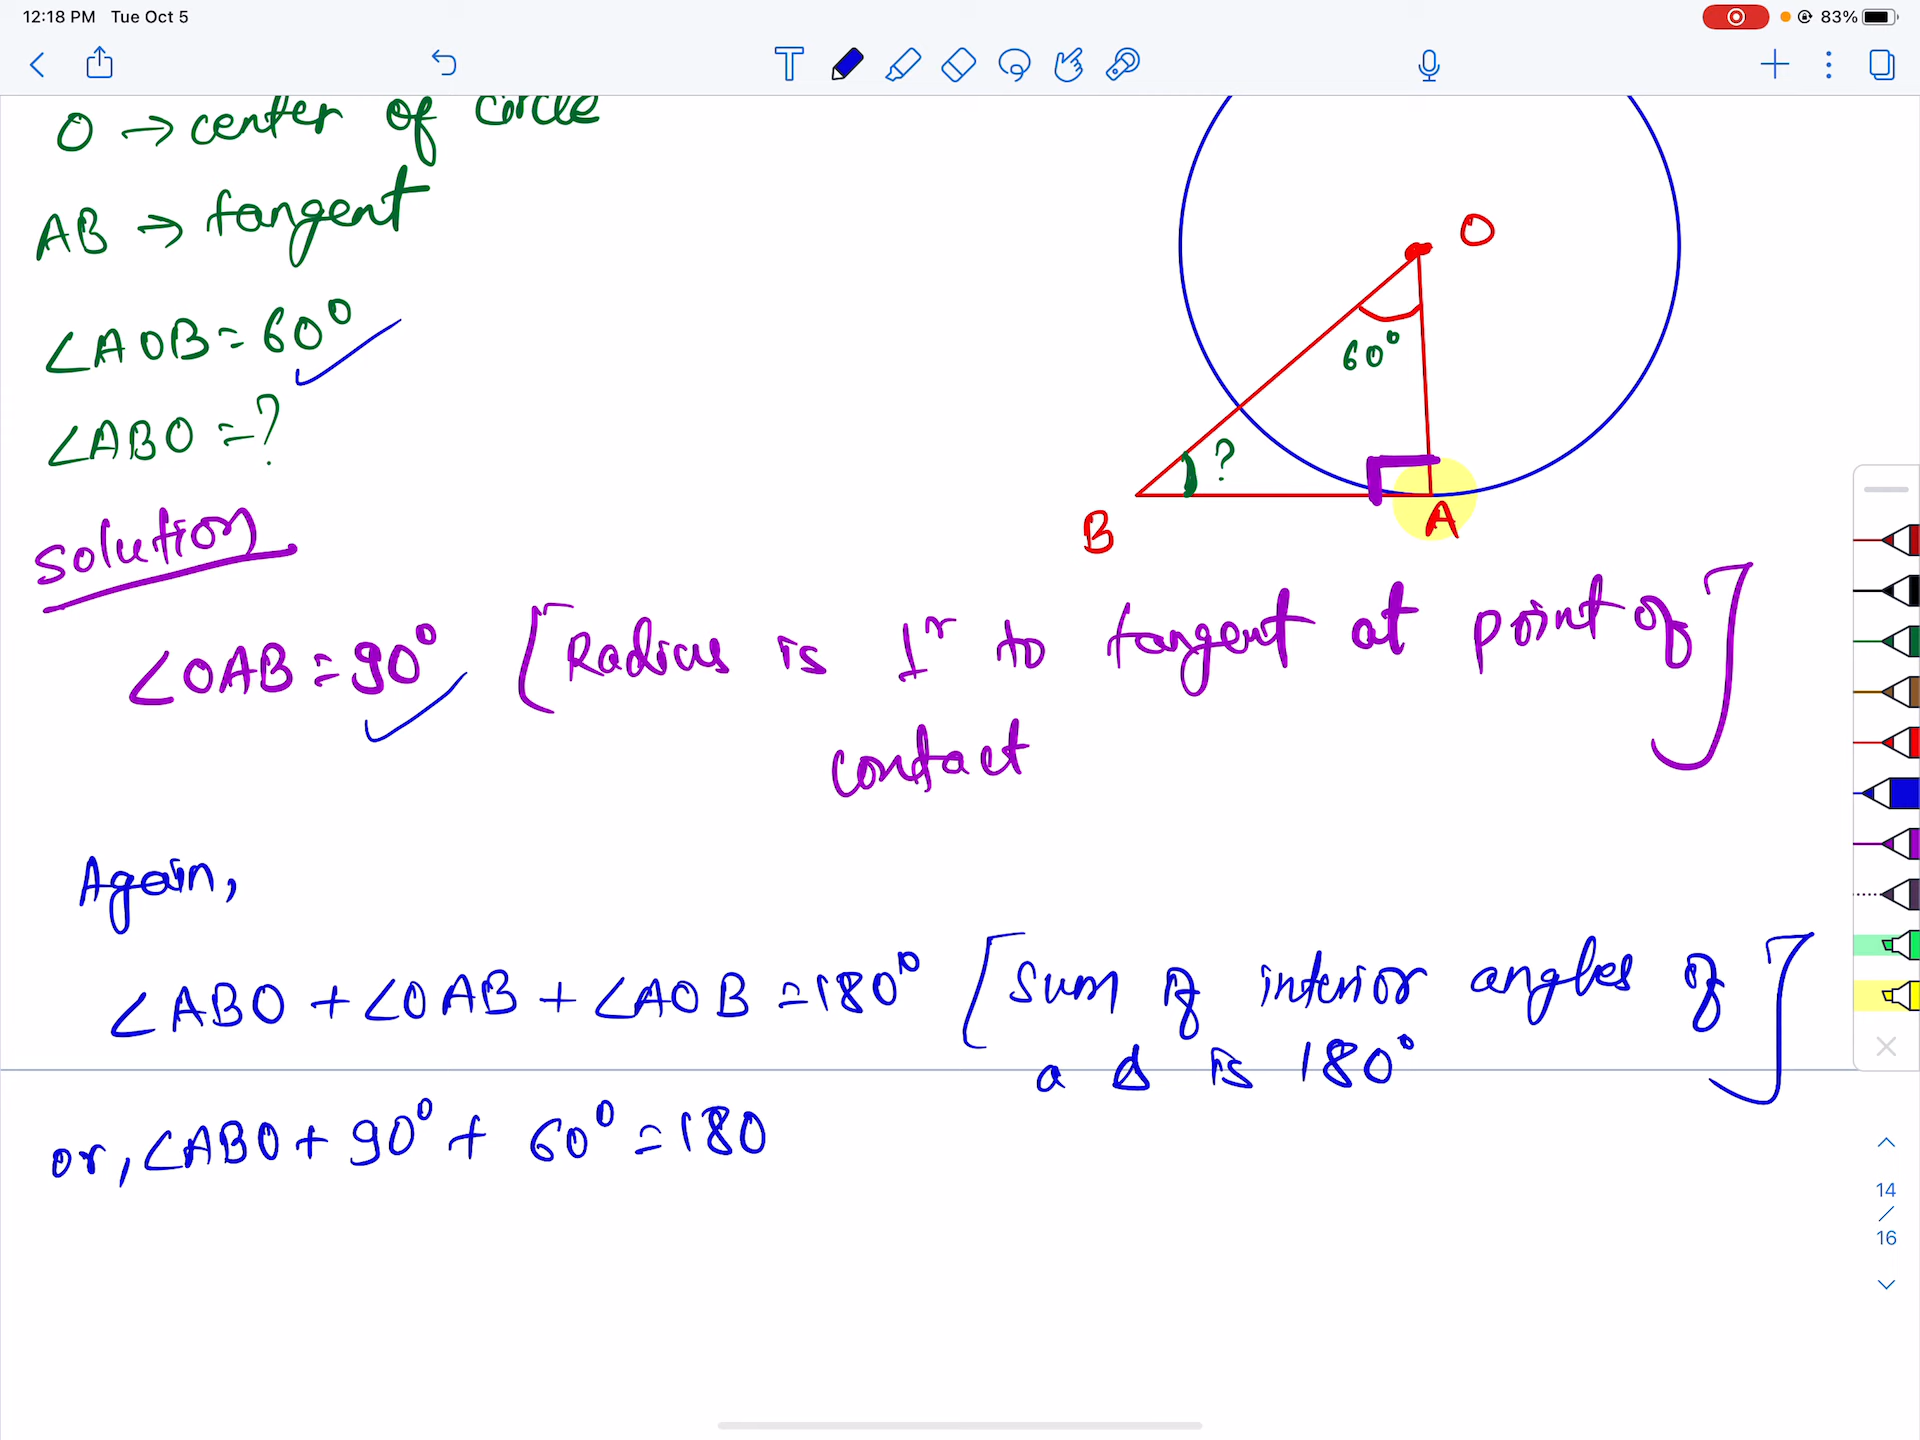 12:18 PM Tue Oct 5
83%
O → center of circle
AB → tangent
∠AOB = 60°
∠ABO = ?
O
60°
?
B
A
Solution
∠OAB = 90° [Radius is ⊥r to tangent at point of
contact]
Again,
∠ABO + ∠OAB + ∠AOB = 180° [Sum of interior angles of
a Δ is 180°]
or, ∠ABO + 90° + 60° = 180
14
/
16